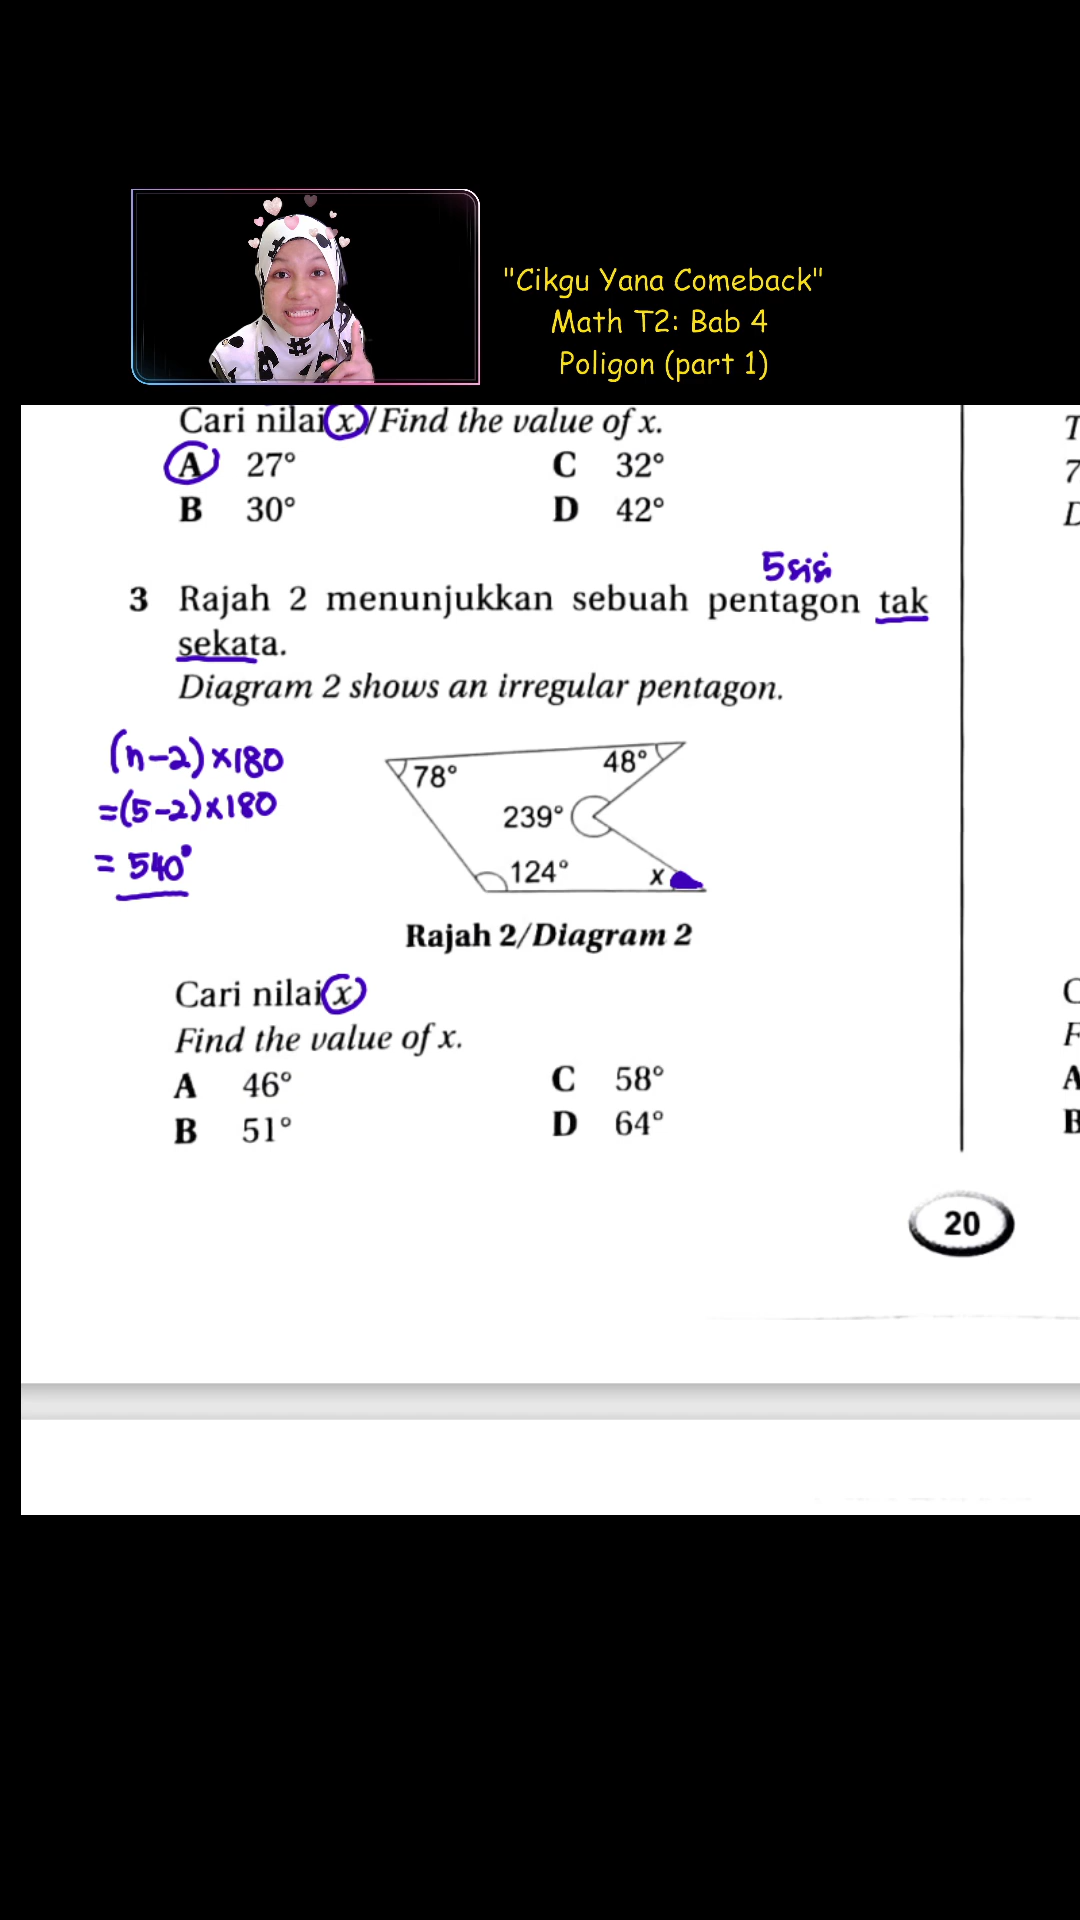 "Cikgu Yana Comeback"
Math T2: Bab 4
Poligon (part 1)
Cari nilai x./Find the value of x.
A 27° C 32°
B 30° D 42°
5 sisi
3 Rajah 2 menunjukkan sebuah pentagon tak
sekata.
Diagram 2 shows an irregular pentagon.
(n-2)×180
=(5-2)×180
= 540°
78° 48°
239°
124° x
Rajah 2/Diagram 2
Cari nilai x
Find the value of x.
A 46° C 58°
B 51° D 64°
20
T
7
C
F
A
B